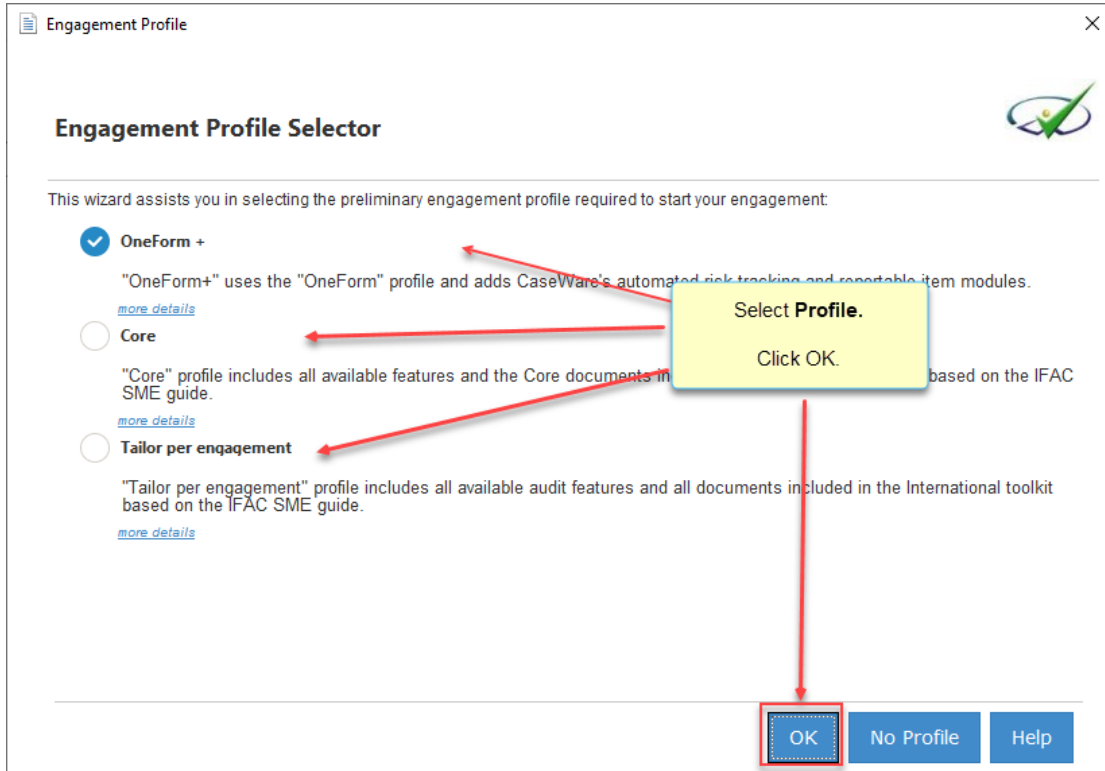 Engagement Profile
Engagement Profile Selector
This wizard assists you in selecting the preliminary engagement profile required to start your engagement:
OneForm +
"OneForm+" uses the "OneForm" profile and adds CaseWare's automated risk tracking and reportable item modules.
more details
Core
"Core" profile includes all available features and the Core documents in based on the IFAC
SME guide.
more details
Tailor per engagement
"Tailor per engagement" profile includes all available audit features and all documents included in the International toolkit
based on the IFAC SME guide.
more details
Select Profile.
Click OK.
OK No Profile Help